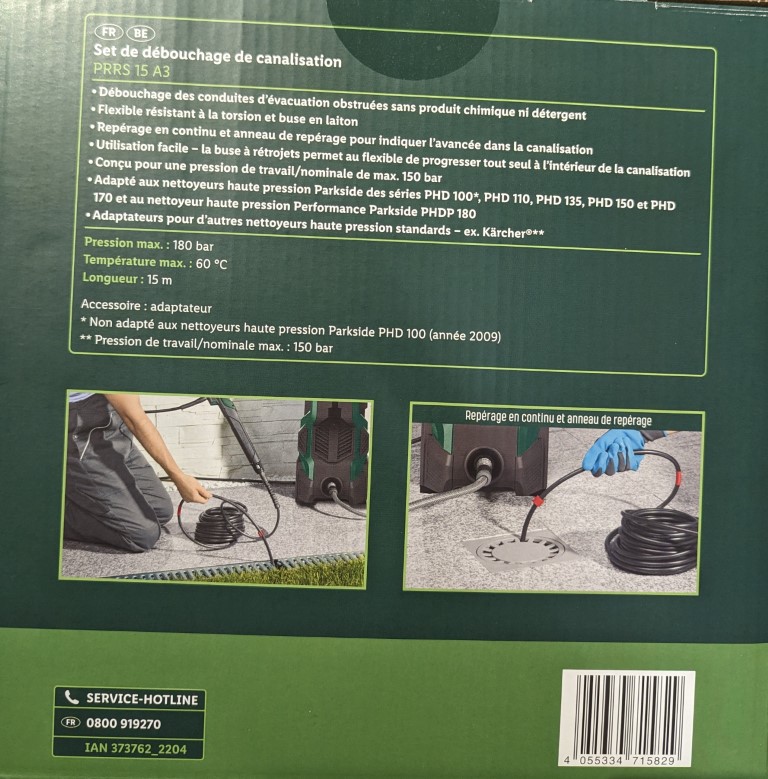 FR BE
Set de débouchage de canalisation
PRRS 15 A3
• Débouchage des conduites d'évacuation obstruées sans produit chimique ni détergent
• Flexible résistant à la torsion et buse en laiton
• Repérage en continu et anneau de repérage pour indiquer l'avancée dans la canalisation
• Utilisation facile – la buse à rétrojets permet au flexible de progresser tout seul à l'intérieur de la canalisation
• Conçu pour une pression de travail/nominale de max. 150 bar
• Adapté aux nettoyeurs haute pression Parkside des séries PHD 100*, PHD 110, PHD 135, PHD 150 et PHD
170 et au nettoyeur haute pression Performance Parkside PHDP 180
• Adaptateurs pour d'autres nettoyeurs haute pression standards – ex. Kärcher®**
Pression max. : 180 bar
Température max. : 60 °C
Longueur : 15 m
Accessoire : adaptateur
* Non adapté aux nettoyeurs haute pression Parkside PHD 100 (année 2009)
** Pression de travail/nominale max. : 150 bar
Repérage en continu et anneau de repérage
SERVICE-HOTLINE
FR 0800 919270
IAN 373762_2204
4 055334 715829